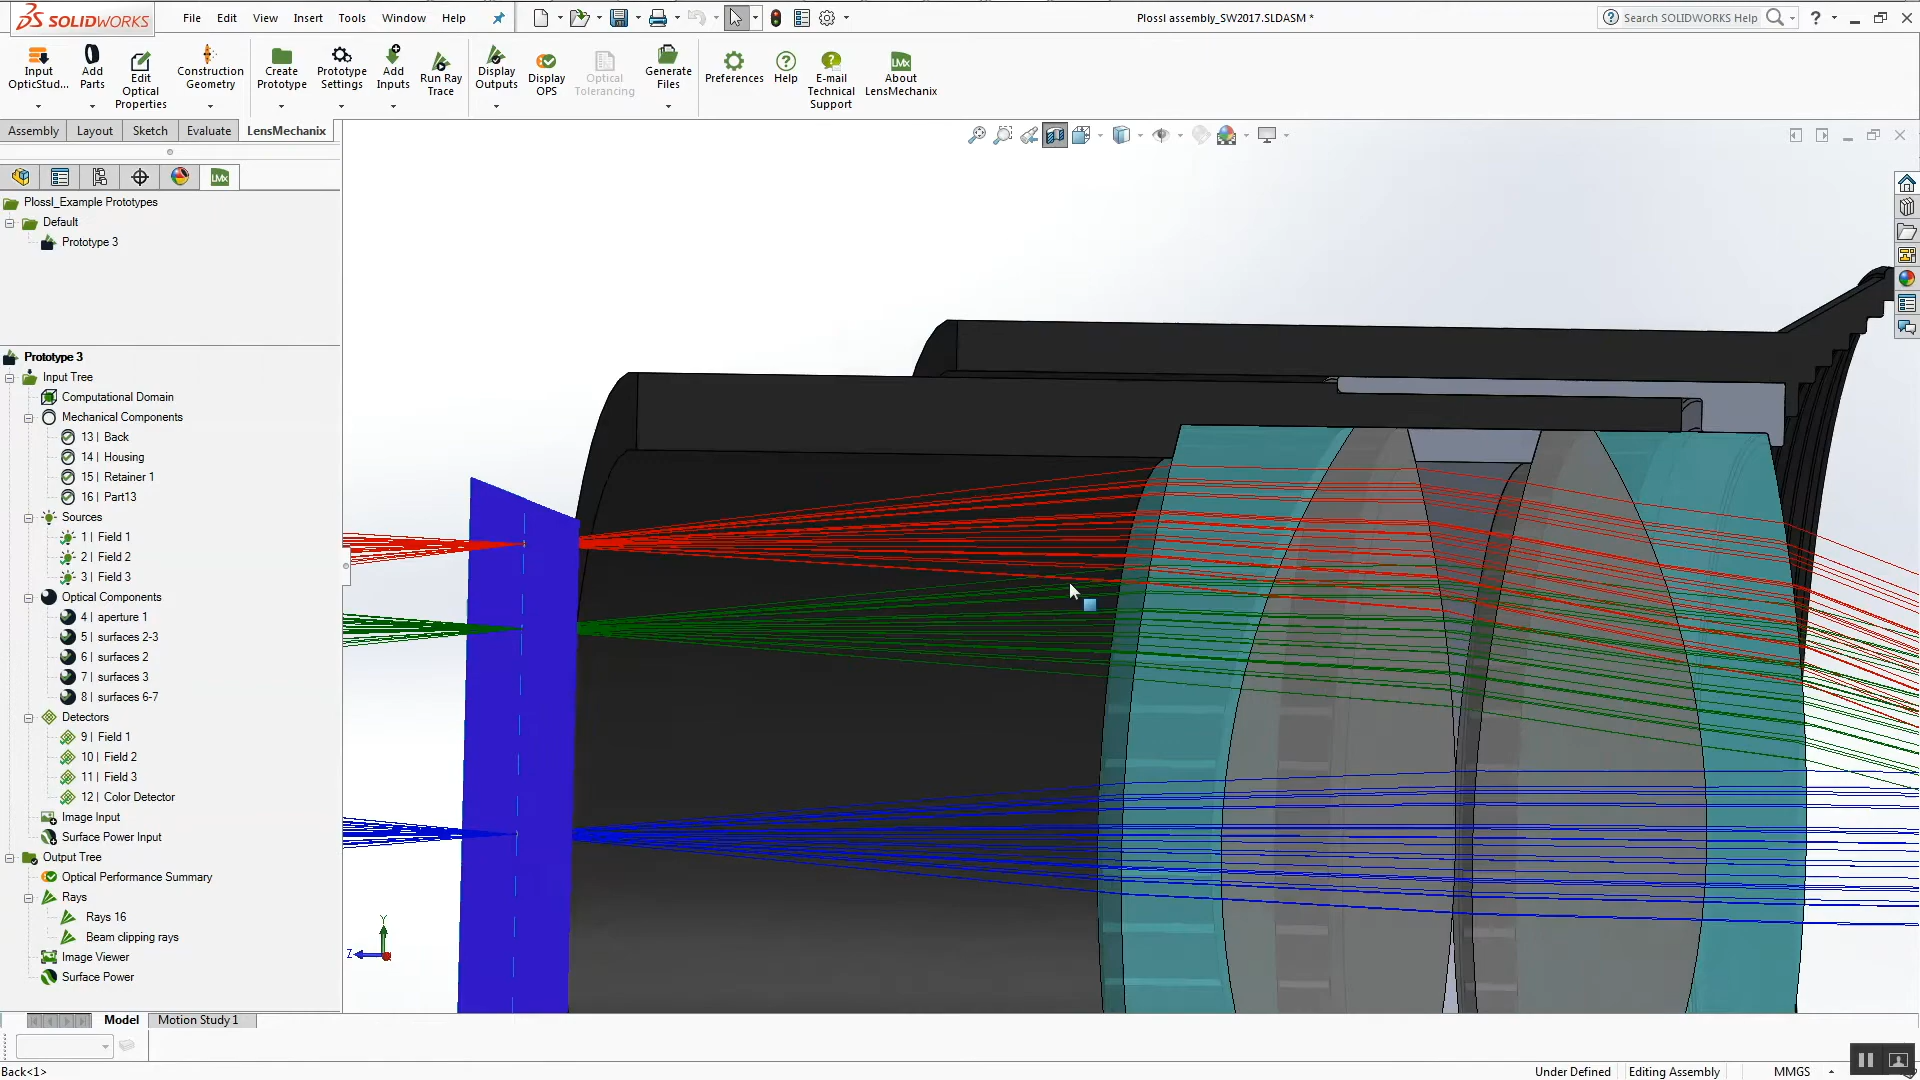 SOLIDWORKS File Edit View Insert Tools Window Help Plossl assembly_SW2017.SLDASM * Search SOLIDWORKS Help ?
Input OpticStud...
Add Parts
Edit Optical Properties
Construction Geometry
Create Prototype
Prototype Settings
Add Inputs
Run Ray Trace
Display Outputs
Display OPS
Optical Tolerancing
Generate Files
Preferences
Help
E-mail Technical Support
LMx
About LensMechanix
Assembly Layout Sketch Evaluate LensMechanix
LMx
Plossl_Example Prototypes
Default
Prototype 3
Prototype 3
Input Tree
Computational Domain
Mechanical Components
13 | Back
14 | Housing
15 | Retainer 1
16 | Part13
Sources
1 | Field 1
2 | Field 2
3 | Field 3
Optical Components
4 | aperture 1
5 | surfaces 2-3
6 | surfaces 2
7 | surfaces 3
8 | surfaces 6-7
Detectors
9 | Field 1
10 | Field 2
11 | Field 3
12 | Color Detector
Image Input
Surface Power Input
Output Tree
Optical Performance Summary
Rays
Rays 16
Beam clipping rays
Image Viewer
Surface Power
Y
Z
Model Motion Study 1
Back<1> Under Defined Editing Assembly MMGS